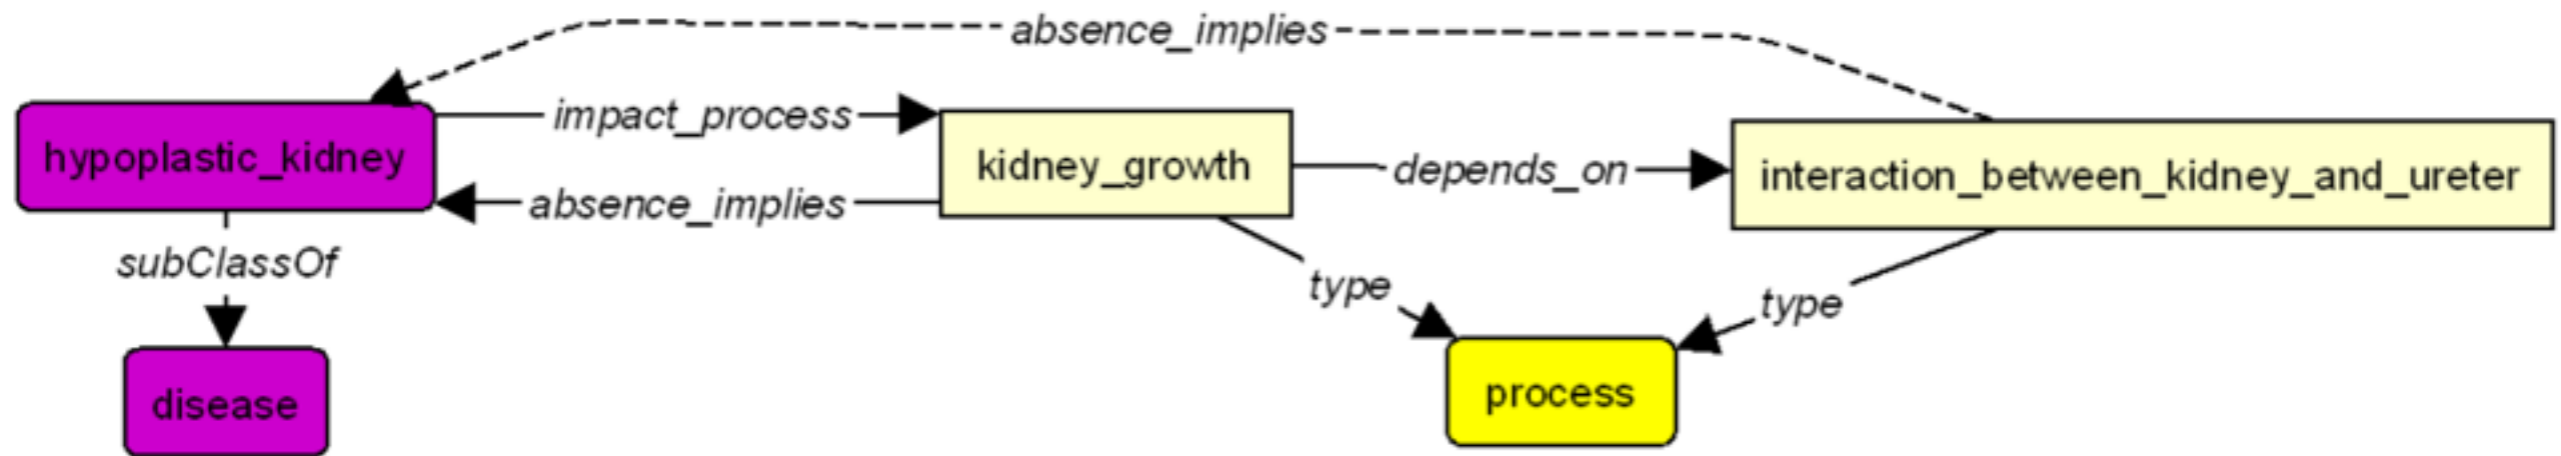 absence_implies
impact_process
hypoplastic_kidney
kidney_growth
depends_on
interaction_between_kidney_and_ureter
absence_implies
subClassOf
type
type
disease
process